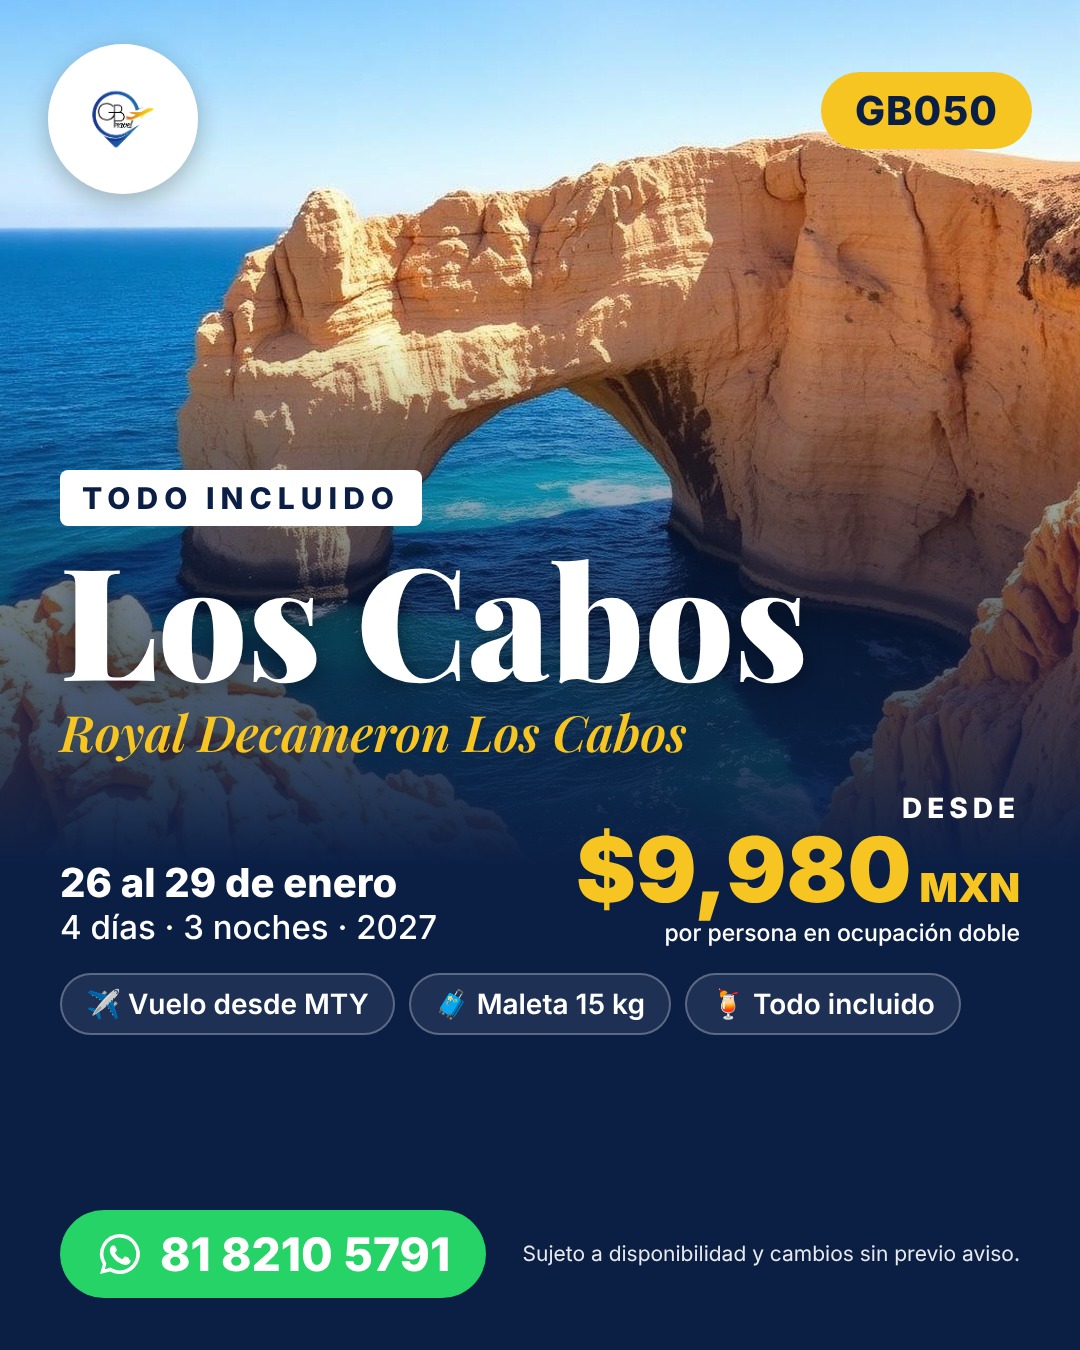 GB
Travel
GB050
TODO INCLUIDO
Los Cabos
Royal Decameron Los Cabos
DESDE
$9,980 MXN
por persona en ocupación doble
26 al 29 de enero
4 días · 3 noches · 2027
Vuelo desde MTY
Maleta 15 kg
Todo incluido
81 8210 5791
Sujeto a disponibilidad y cambios sin previo aviso.